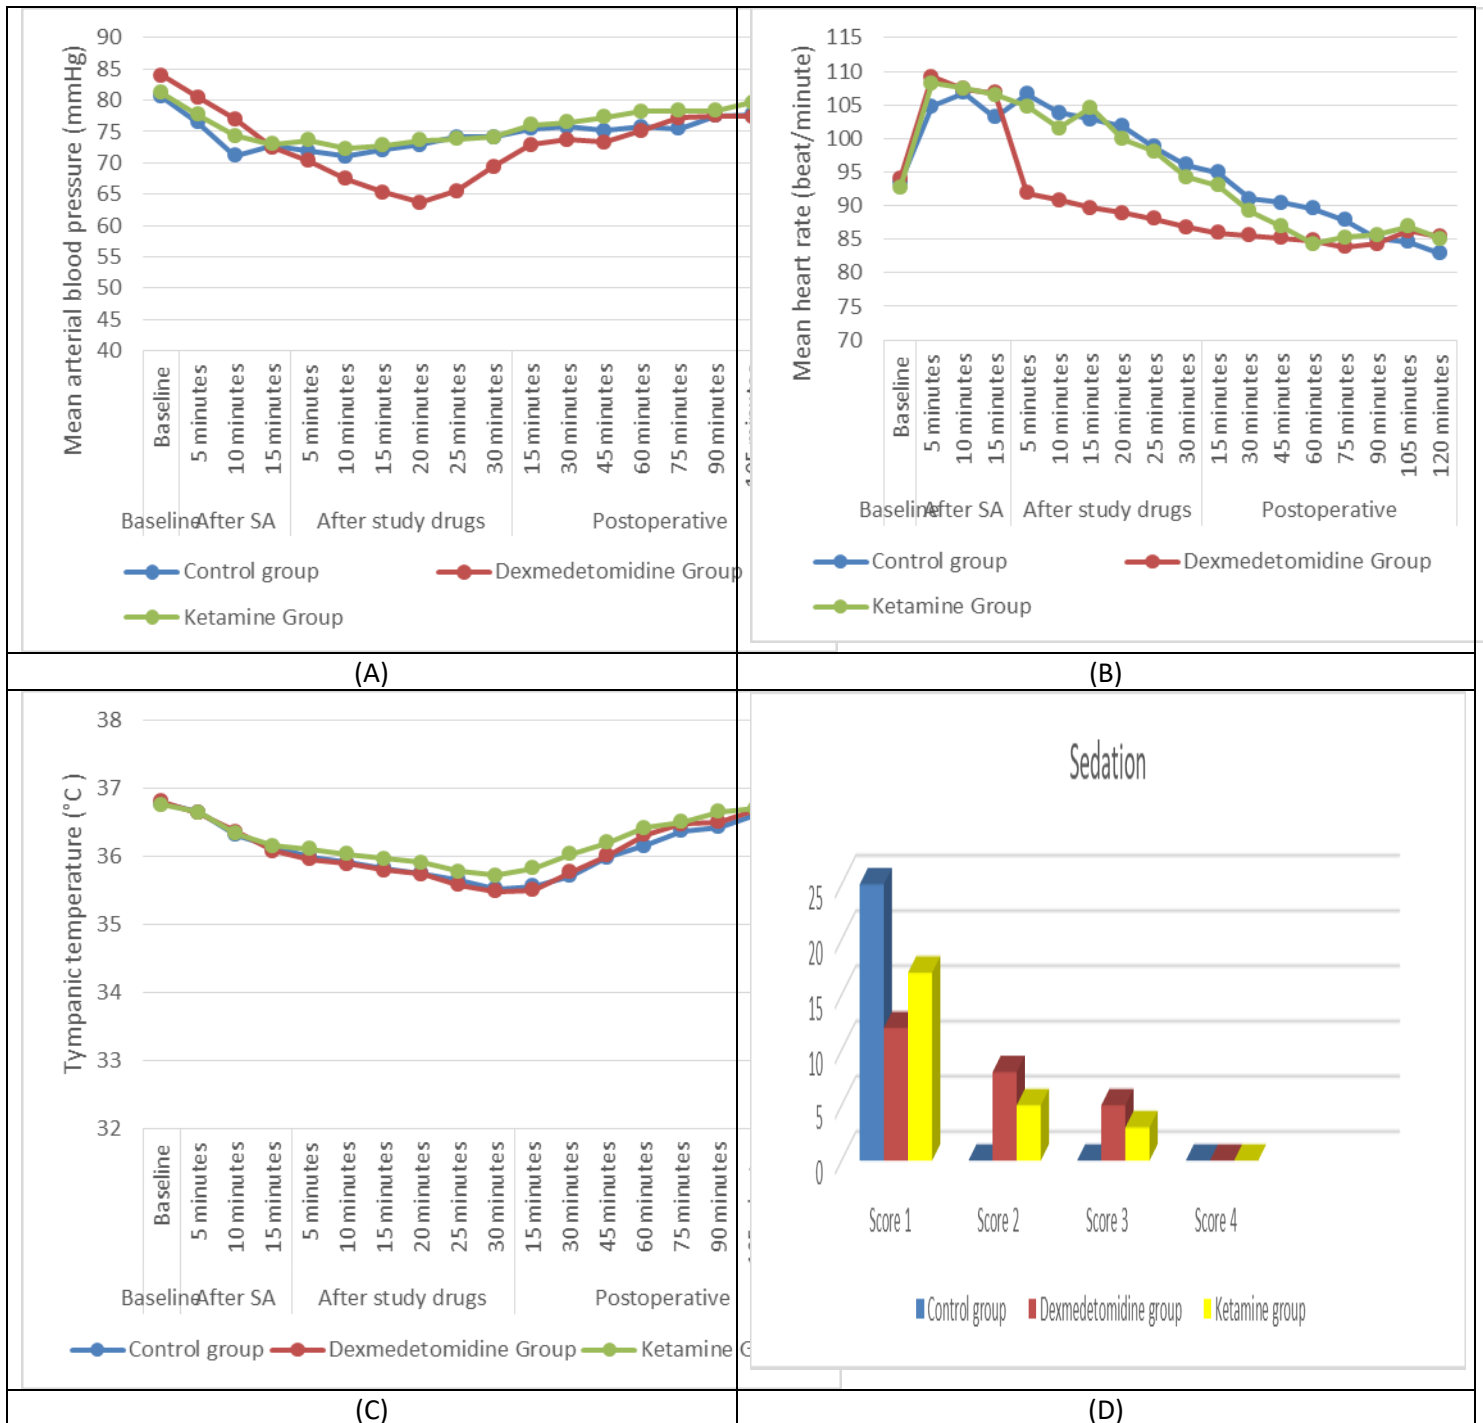 Mean arterial blood pressure (mmHg)
90
85
80
75
70
65
60
55
50
45
40
Baseline
5 minutes
10 minutes
15 minutes
5 minutes
10 minutes
15 minutes
20 minutes
25 minutes
30 minutes
15 minutes
30 minutes
45 minutes
60 minutes
75 minutes
90 minutes
Baseline After SA After study drugs Postoperative
Control group Dexmedetomidine Group
Ketamine Group
(A)
Mean heart rate (beat/minute)
115
110
105
100
95
90
85
80
75
70
Baseline
5 minutes
10 minutes
15 minutes
5 minutes
10 minutes
15 minutes
20 minutes
25 minutes
30 minutes
15 minutes
30 minutes
45 minutes
60 minutes
75 minutes
90 minutes
105 minutes
120 minutes
Baseline After SA After study drugs Postoperative
Control group Dexmedetomidine Group
Ketamine Group
(B)
Tympanic temperature (°C )
38
37
36
35
34
33
32
Baseline
5 minutes
10 minutes
15 minutes
5 minutes
10 minutes
15 minutes
20 minutes
25 minutes
30 minutes
15 minutes
30 minutes
45 minutes
60 minutes
75 minutes
90 minutes
Baseline After SA After study drugs Postoperative
Control group Dexmedetomidine Group Ketamine G
(C)
Sedation
25
20
15
10
5
0
Score 1 Score 2 Score 3 Score 4
Control group Dexmedetomidine group Ketamine group
(D)